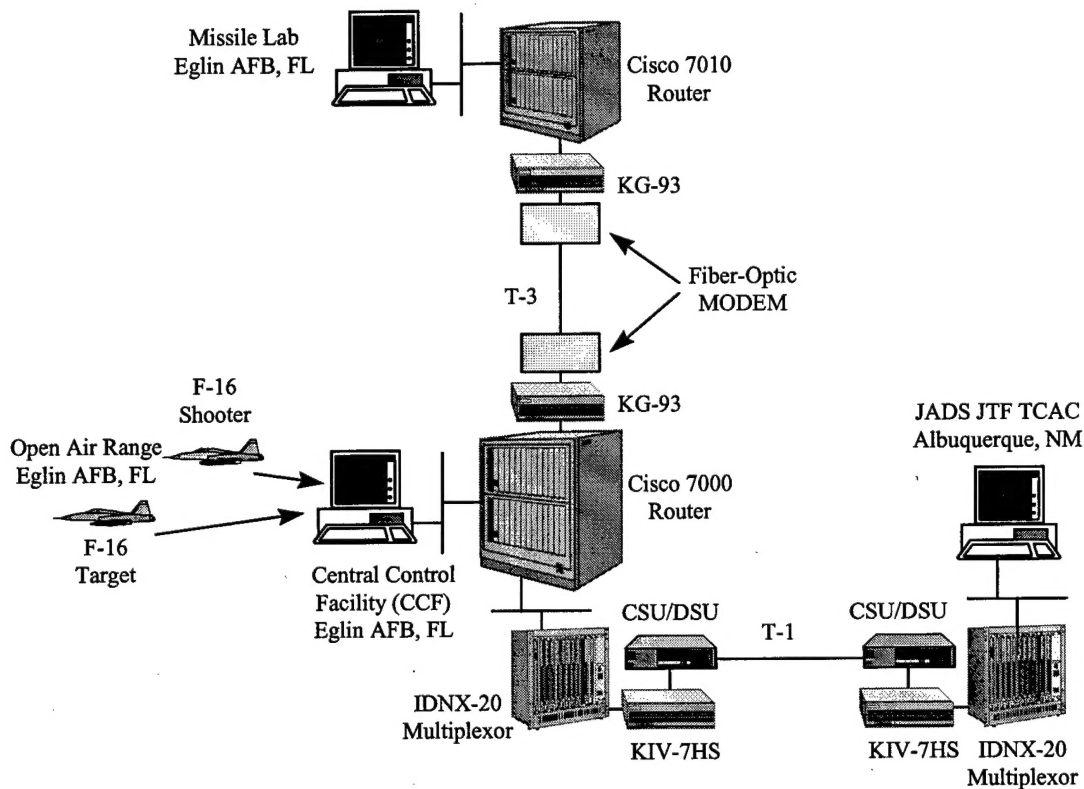 Missile Lab
Eglin AFB, FL
Cisco 7010
Router
KG-93
Fiber-Optic
MODEM
T-3
KG-93
F-16
Shooter
Open Air Range
Eglin AFB, FL
F-16
Target
Central Control
Facility (CCF)
Eglin AFB, FL
Cisco 7000
Router
JADS JTF TCAC
Albuquerque, NM
IDNX-20
Multiplexor
CSU/DSU
KIV-7HS
T-1
CSU/DSU
KIV-7HS
IDNX-20
Multiplexor